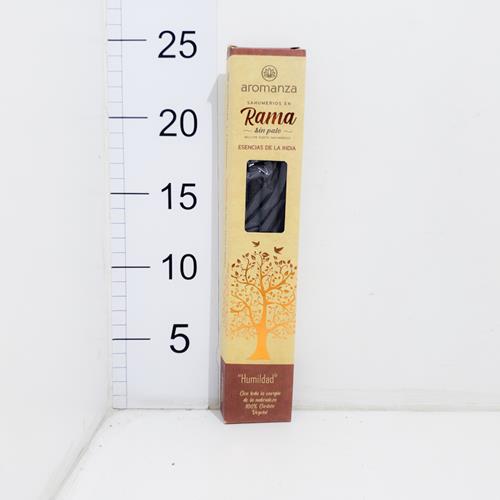 25
20
15
10
5
aromanza
SAHUMERIOS EN
Rama
sin palo
ESENCIAS DE LA INDIA
"Humildad"
Con toda la energía
de la naturaleza
100% Carbón
Vegetal